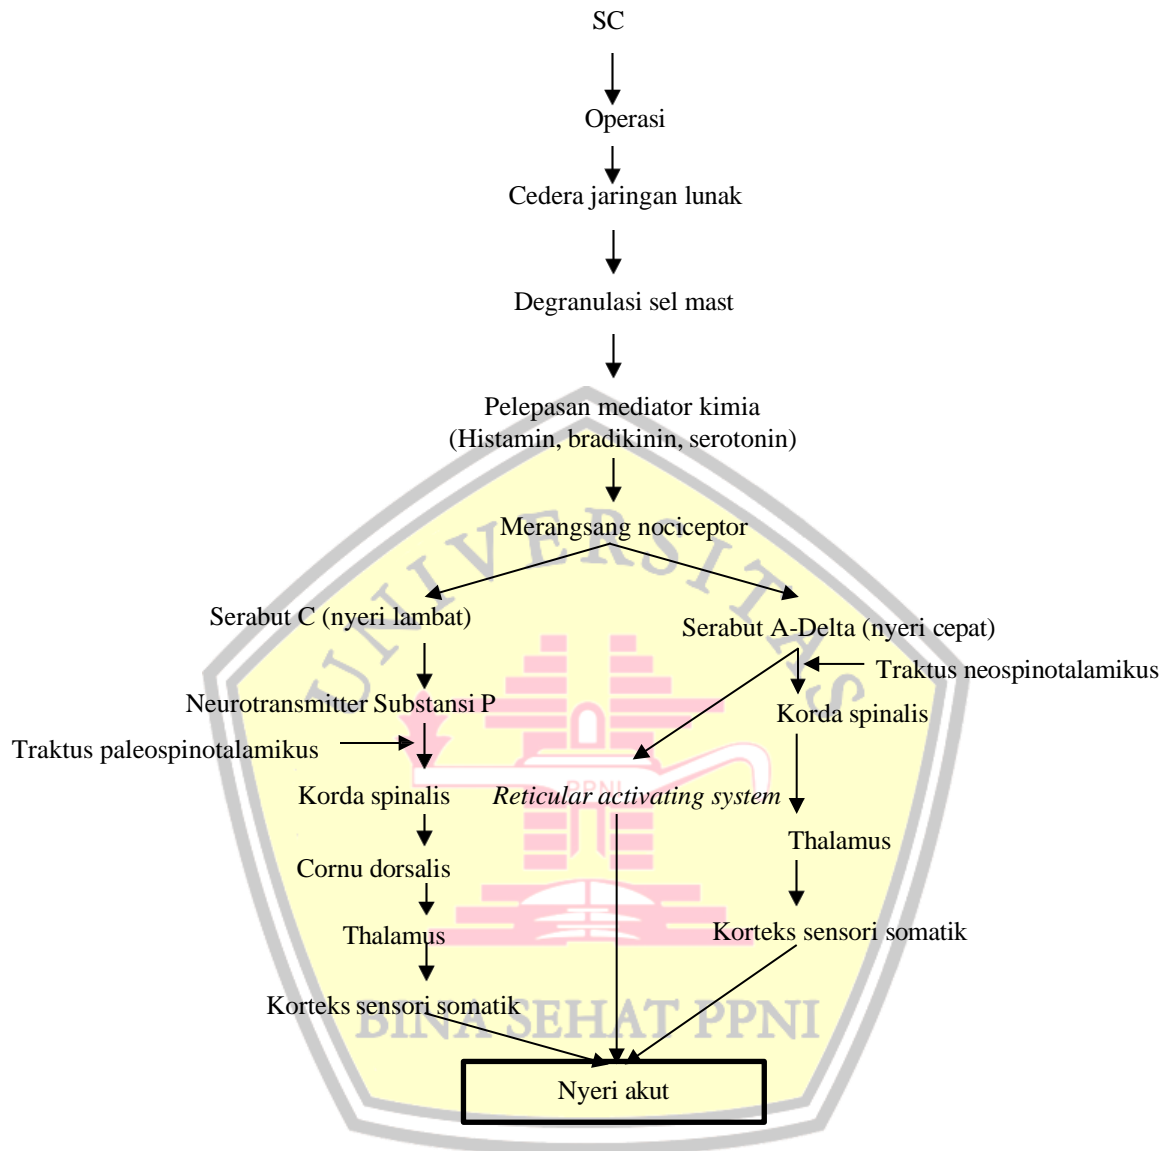 SC
Operasi
Cedera jaringan lunak
Degranulasi sel mast
Pelepasan mediator kimia
(Histamin, bradikinin, serotonin)
Merangsang nociceptor
UNIVERSITAS
Serabut C (nyeri lambat)
Serabut A-Delta (nyeri cepat)
Traktus neospinotalamikus
Neurotransmitter Substansi P
Korda spinalis
Traktus paleospinotalamikus
PPNI
Korda spinalis
Reticular activating system
Thalamus
Cornu dorsalis
Thalamus
Korteks sensori somatik
Korteks sensori somatik
BINA SEHAT PPNI
Nyeri akut